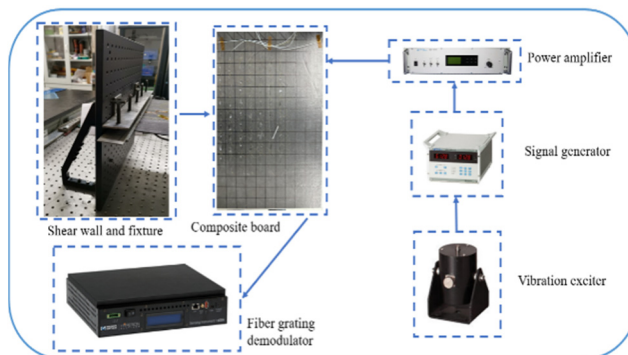 Power amplifier
Signal generator
Shear wall and fixture
Composite board
Vibration exciter
Fiber grating
demodulator